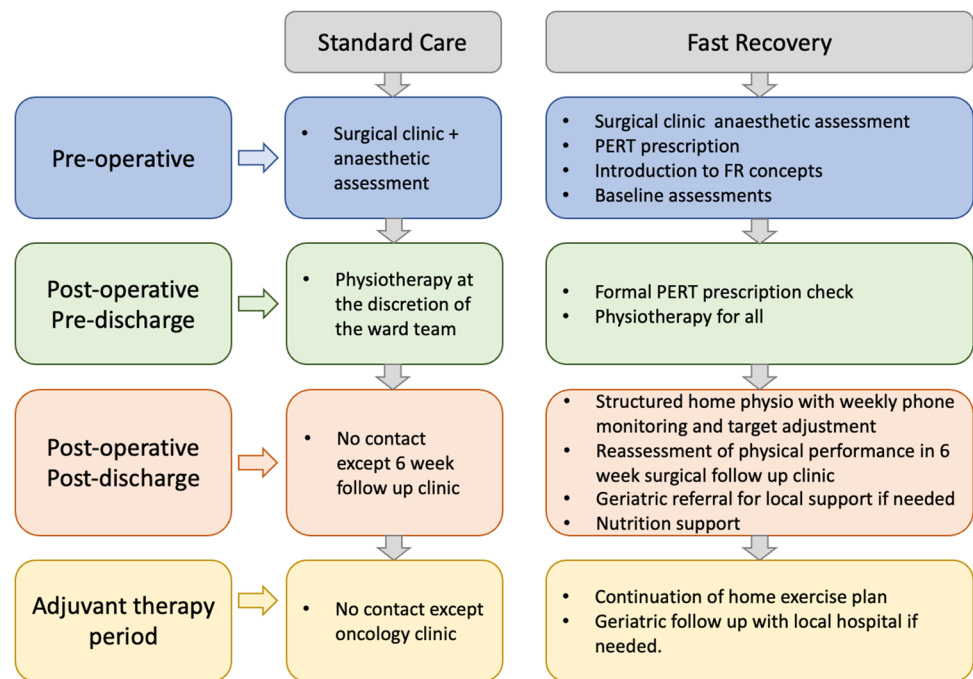 Standard Care
Fast Recovery
Pre-operative
• Surgical clinic +
anaesthetic
assessment
• Surgical clinic  anaesthetic assessment
• PERT prescription
• Introduction to FR concepts
• Baseline assessments
Post-operative
Pre-discharge
• Physiotherapy at
the discretion of
the ward team
• Formal PERT prescription check
• Physiotherapy for all
Post-operative
Post-discharge
• No contact
except 6 week
follow up clinic
• Structured home physio with weekly phone
monitoring and target adjustment
• Reassessment of physical performance in 6
week surgical follow up clinic
• Geriatric referral for local support if needed
• Nutrition support
Adjuvant therapy
period
• No contact except
oncology clinic
• Continuation of home exercise plan
• Geriatric follow up with local hospital if
needed.